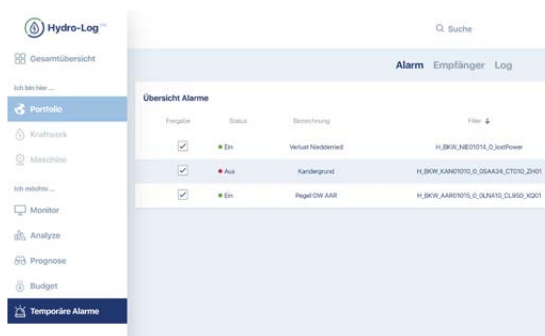 Hydro-Log™
Suche
Gesamtübersicht
Alarm Empfänger Log
Ich bin hier ...
Portfolio
Kraftwerk
Maschine
Ich möchte ...
Monitor
Analyze
Prognose
Budget
Temporäre Alarme
Übersicht Alarme
Freigabe Status Bezeichnung Filter
Ein Verlust Niederried H_BKW_NIE01014_0_lostPower
Aus Kandergrund H_BKW_KAN01010_0_0SAA34_CT010_ZH01
Ein Pegel OW AAR H_BKW_AAR01015_0_0LNA10_CL950_XQ01